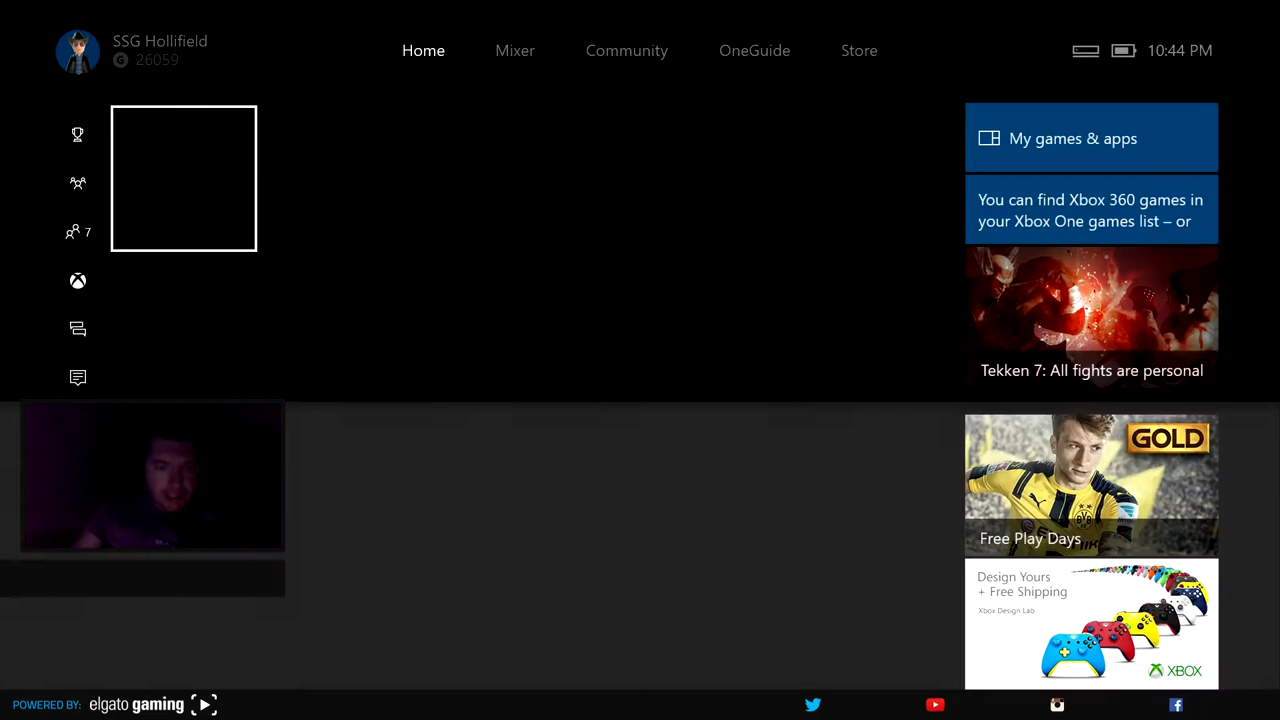 SSG Hollifield
G 26059
Home
Mixer
Community
OneGuide
Store
10:44 PM
7
My games & apps
You can find Xbox 360 games in
your Xbox One games list – or
Tekken 7: All fights are personal
GOLD
Free Play Days
Design Yours
+ Free Shipping
Xbox Design Lab
XBOX
POWERED BY: elgato gaming